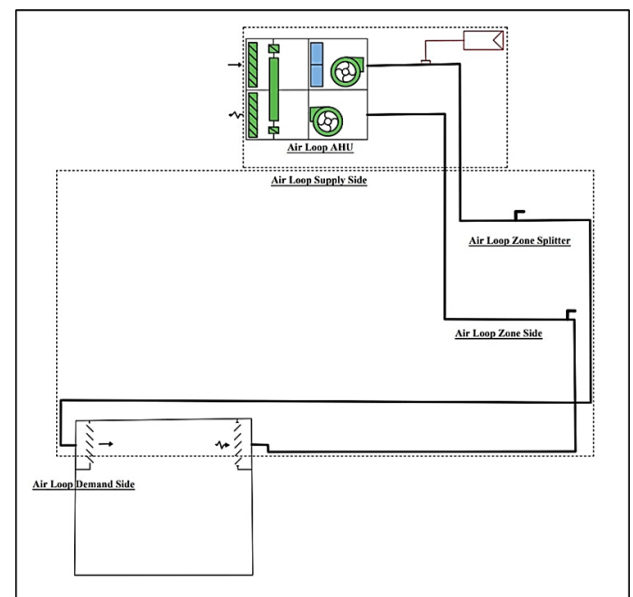 Air Loop AHU
Air Loop Supply Side
Air Loop Zone Splitter
Air Loop Zone Side
Air Loop Demand Side